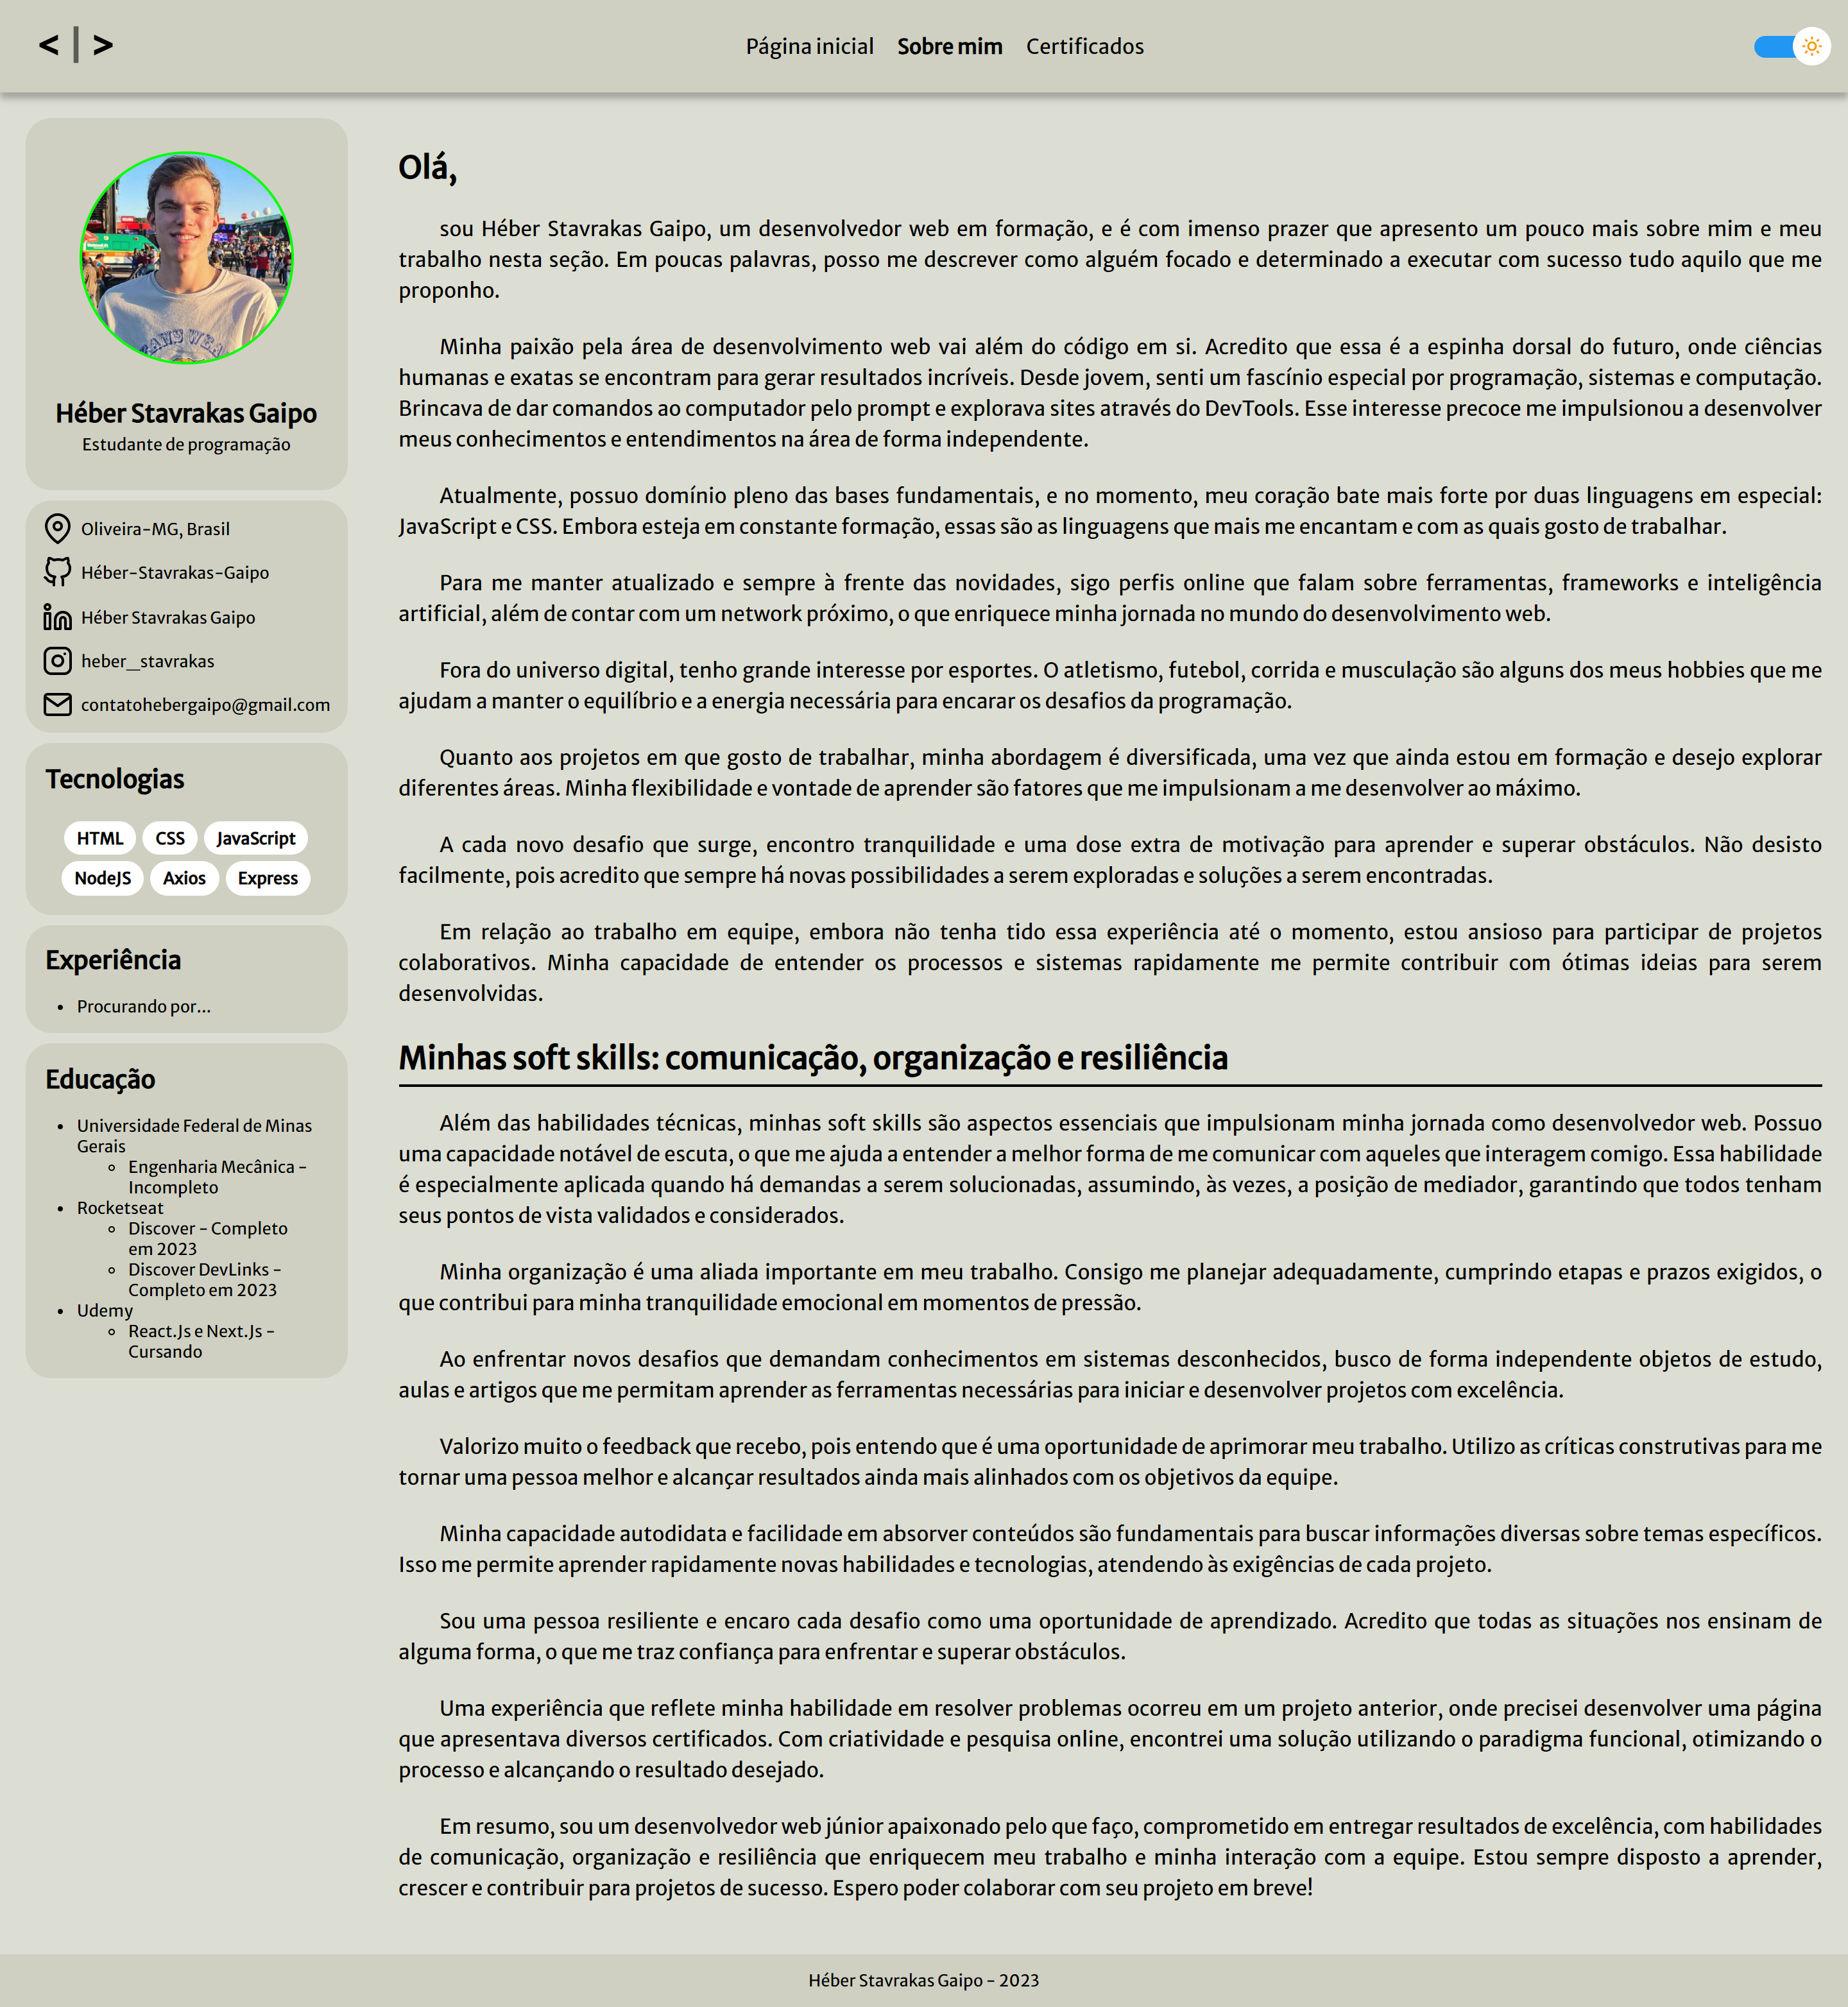 < | >
Página inicial Sobre mim Certificados
Héber Stavrakas Gaipo
Estudante de programação
Oliveira-MG, Brasil
Héber-Stavrakas-Gaipo
Héber Stavrakas Gaipo
heber__stavrakas
contatohebergaipo@gmail.com
Tecnologias
HTML CSS JavaScript
NodeJS Axios Express
Experiência
• Procurando por...
Educação
• Universidade Federal de Minas
Gerais
◦ Engenharia Mecânica -
Incompleto
• Rocketseat
◦ Discover - Completo
em 2023
◦ Discover DevLinks -
Completo em 2023
• Udemy
◦ React.Js e Next.Js -
Cursando
Olá,
sou Héber Stavrakas Gaipo, um desenvolvedor web em formação, e é com imenso prazer que apresento um pouco mais sobre mim e meu
trabalho nesta seção. Em poucas palavras, posso me descrever como alguém focado e determinado a executar com sucesso tudo aquilo que me
proponho.
Minha paixão pela área de desenvolvimento web vai além do código em si. Acredito que essa é a espinha dorsal do futuro, onde ciências
humanas e exatas se encontram para gerar resultados incríveis. Desde jovem, senti um fascínio especial por programação, sistemas e computação.
Brincava de dar comandos ao computador pelo prompt e explorava sites através do DevTools. Esse interesse precoce me impulsionou a desenvolver
meus conhecimentos e entendimentos na área de forma independente.
Atualmente, possuo domínio pleno das bases fundamentais, e no momento, meu coração bate mais forte por duas linguagens em especial:
JavaScript e CSS. Embora esteja em constante formação, essas são as linguagens que mais me encantam e com as quais gosto de trabalhar.
Para me manter atualizado e sempre à frente das novidades, sigo perfis online que falam sobre ferramentas, frameworks e inteligência
artificial, além de contar com um network próximo, o que enriquece minha jornada no mundo do desenvolvimento web.
Fora do universo digital, tenho grande interesse por esportes. O atletismo, futebol, corrida e musculação são alguns dos meus hobbies que me
ajudam a manter o equilíbrio e a energia necessária para encarar os desafios da programação.
Quanto aos projetos em que gosto de trabalhar, minha abordagem é diversificada, uma vez que ainda estou em formação e desejo explorar
diferentes áreas. Minha flexibilidade e vontade de aprender são fatores que me impulsionam a me desenvolver ao máximo.
A cada novo desafio que surge, encontro tranquilidade e uma dose extra de motivação para aprender e superar obstáculos. Não desisto
facilmente, pois acredito que sempre há novas possibilidades a serem exploradas e soluções a serem encontradas.
Em relação ao trabalho em equipe, embora não tenha tido essa experiência até o momento, estou ansioso para participar de projetos
colaborativos. Minha capacidade de entender os processos e sistemas rapidamente me permite contribuir com ótimas ideias para serem
desenvolvidas.
Minhas soft skills: comunicação, organização e resiliência
Além das habilidades técnicas, minhas soft skills são aspectos essenciais que impulsionam minha jornada como desenvolvedor web. Possuo
uma capacidade notável de escuta, o que me ajuda a entender a melhor forma de me comunicar com aqueles que interagem comigo. Essa habilidade
é especialmente aplicada quando há demandas a serem solucionadas, assumindo, às vezes, a posição de mediador, garantindo que todos tenham
seus pontos de vista validados e considerados.
Minha organização é uma aliada importante em meu trabalho. Consigo me planejar adequadamente, cumprindo etapas e prazos exigidos, o
que contribui para minha tranquilidade emocional em momentos de pressão.
Ao enfrentar novos desafios que demandam conhecimentos em sistemas desconhecidos, busco de forma independente objetos de estudo,
aulas e artigos que me permitam aprender as ferramentas necessárias para iniciar e desenvolver projetos com excelência.
Valorizo muito o feedback que recebo, pois entendo que é uma oportunidade de aprimorar meu trabalho. Utilizo as críticas construtivas para me
tornar uma pessoa melhor e alcançar resultados ainda mais alinhados com os objetivos da equipe.
Minha capacidade autodidata e facilidade em absorver conteúdos são fundamentais para buscar informações diversas sobre temas específicos.
Isso me permite aprender rapidamente novas habilidades e tecnologias, atendendo às exigências de cada projeto.
Sou uma pessoa resiliente e encaro cada desafio como uma oportunidade de aprendizado. Acredito que todas as situações nos ensinam de
alguma forma, o que me traz confiança para enfrentar e superar obstáculos.
Uma experiência que reflete minha habilidade em resolver problemas ocorreu em um projeto anterior, onde precisei desenvolver uma página
que apresentava diversos certificados. Com criatividade e pesquisa online, encontrei uma solução utilizando o paradigma funcional, otimizando o
processo e alcançando o resultado desejado.
Em resumo, sou um desenvolvedor web júnior apaixonado pelo que faço, comprometido em entregar resultados de excelência, com habilidades
de comunicação, organização e resiliência que enriquecem meu trabalho e minha interação com a equipe. Estou sempre disposto a aprender,
crescer e contribuir para projetos de sucesso. Espero poder colaborar com seu projeto em breve!
Héber Stavrakas Gaipo - 2023